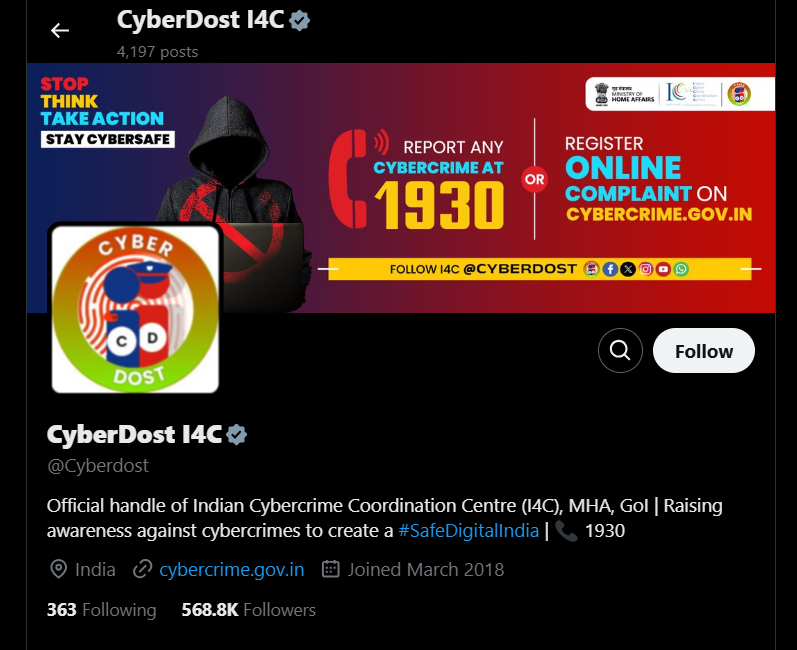 CyberDost I4C
4,197 posts
STOP
THINK
TAKE ACTION
STAY CYBERSAFE
REPORT ANY
CYBERCRIME AT
1930
OR
REGISTER
ONLINE
COMPLAINT ON
CYBERCRIME.GOV.IN
MINISTRY OF
HOME AFFAIRS
FOLLOW I4C @CYBERDOST
CYBER
C D
DOST
Follow
CyberDost I4C
@Cyberdost
Official handle of Indian Cybercrime Coordination Centre (I4C), MHA, GoI | Raising
awareness against cybercrimes to create a #SafeDigitalIndia | 📞 1930
India cybercrime.gov.in Joined March 2018
363 Following 568.8K Followers